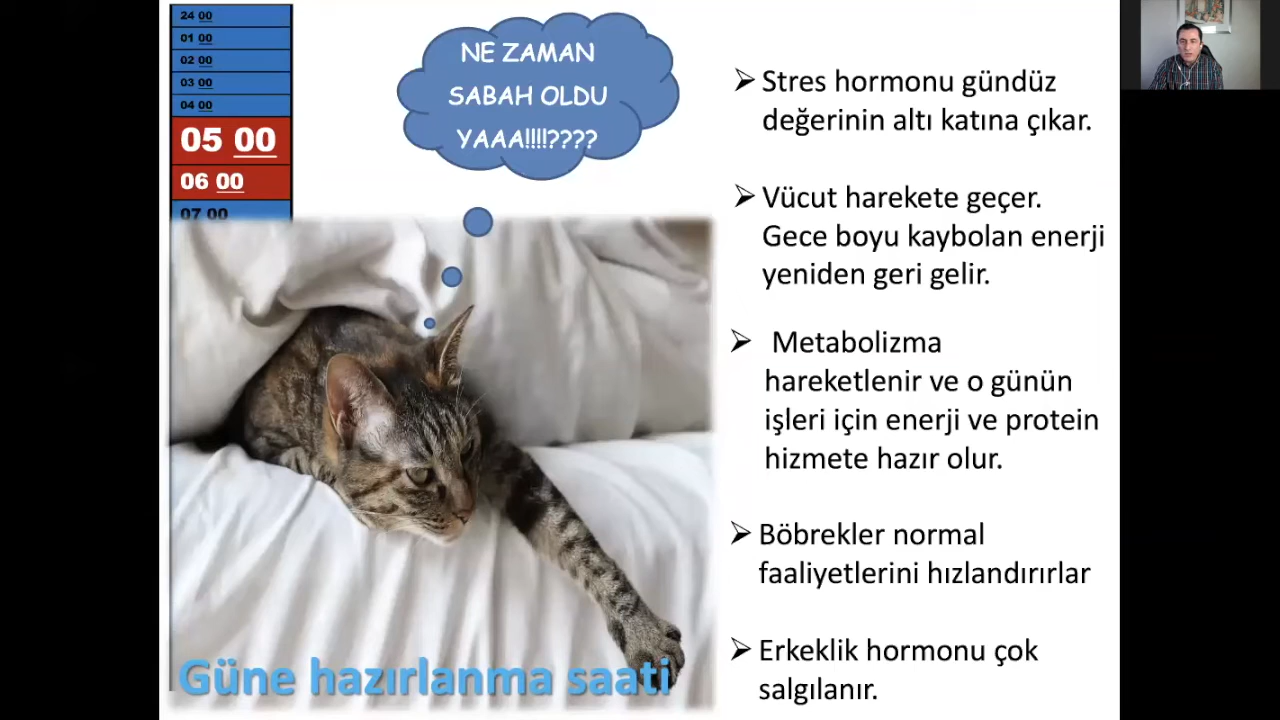 24 00
01 00
02 00
03 00
04 00
05 00
06 00
07 00
NE ZAMAN
SABAH OLDU
YAAA!!!!????
Güne hazırlanma saati
➢ Stres hormonu gündüz
değerinin altı katına çıkar.
➢ Vücut harekete geçer.
Gece boyu kaybolan enerji
yeniden geri gelir.
➢ Metabolizma
hareketlenir ve o günün
işleri için enerji ve protein
hizmete hazır olur.
➢ Böbrekler normal
faaliyetlerini hızlandırırlar
➢ Erkeklik hormonu çok
salgılanır.